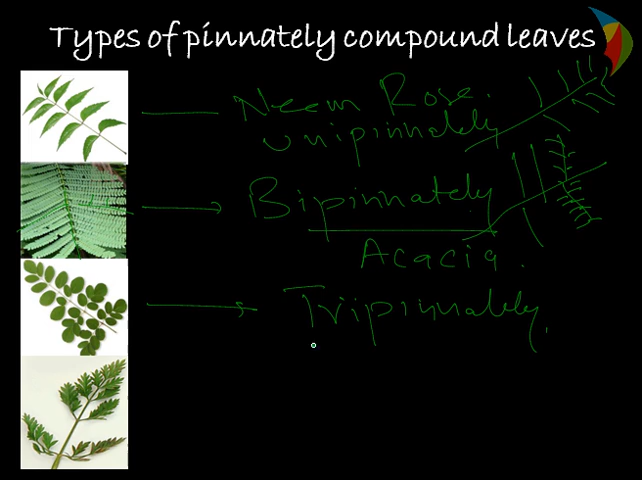 Types of pinnately compound leaves
Neem Rose.
Unipinnately
Bipinnately
Acacia.
Tripinnately,